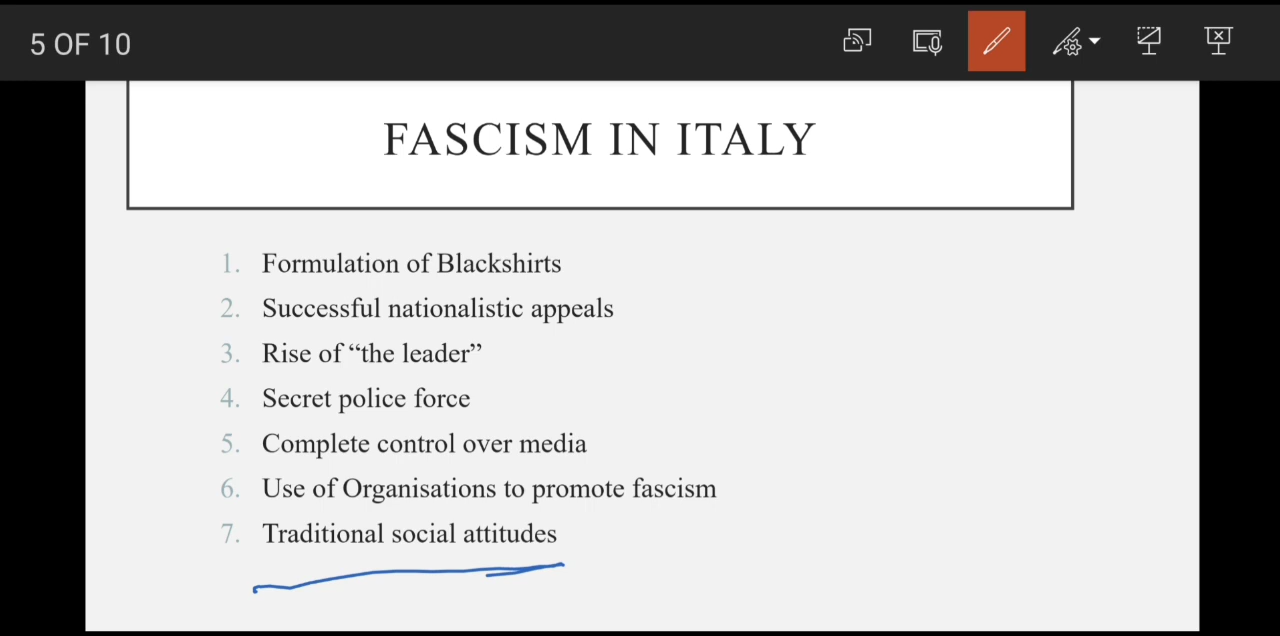 5 OF 10
FASCISM IN ITALY
1. Formulation of Blackshirts
2. Successful nationalistic appeals
3. Rise of “the leader”
4. Secret police force
5. Complete control over media
6. Use of Organisations to promote fascism
7. Traditional social attitudes